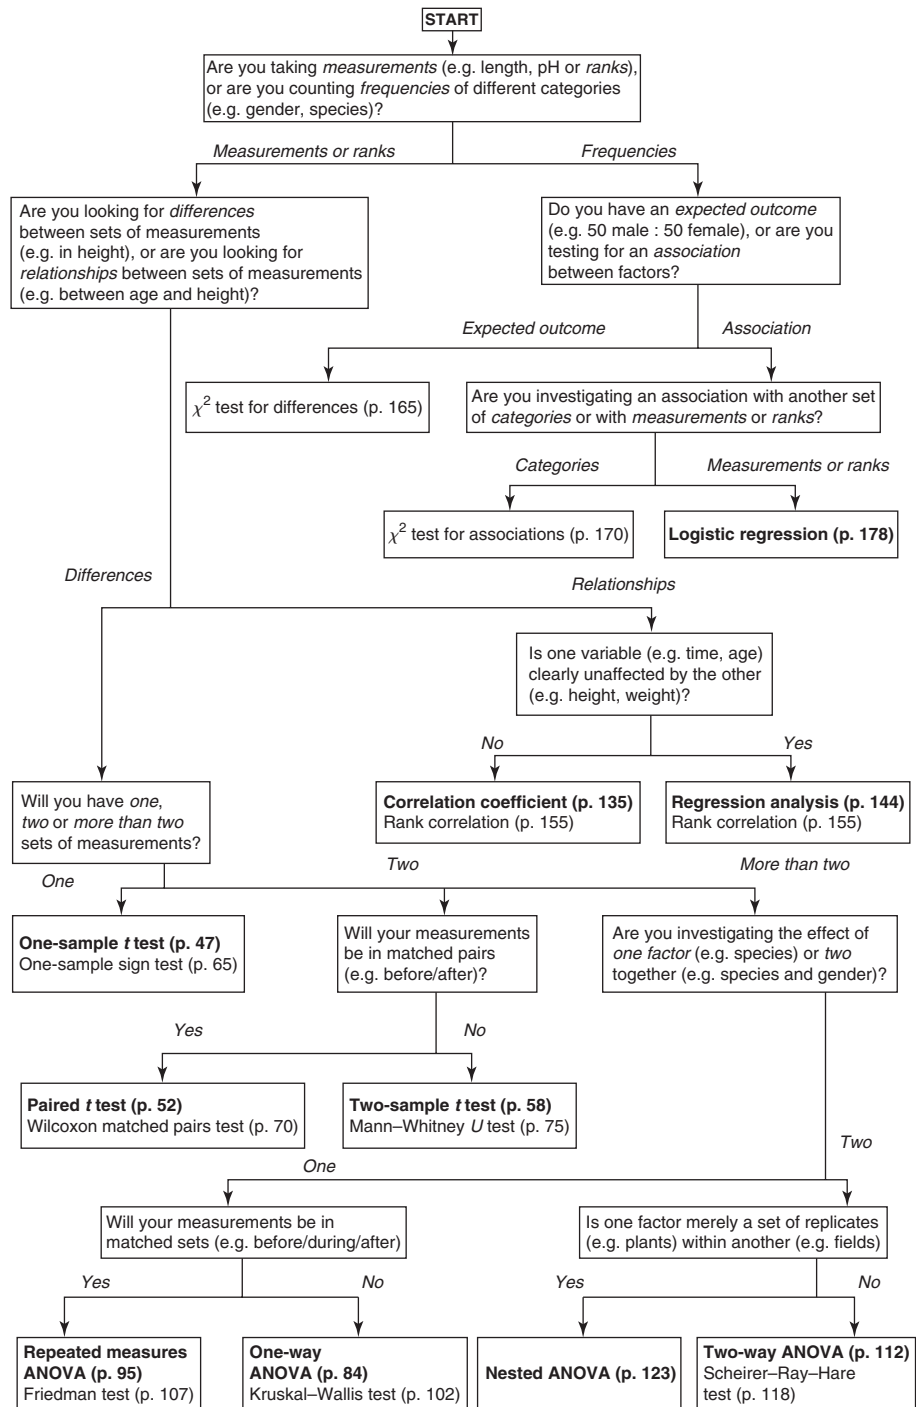 START
Are you taking measurements (e.g. length, pH or ranks),
or are you counting frequencies of different categories
(e.g. gender, species)?
Measurements or ranks
Frequencies
Are you looking for differences
between sets of measurements
(e.g. in height), or are you looking for
relationships between sets of measurements
(e.g. between age and height)?
Do you have an expected outcome
(e.g. 50 male : 50 female), or are you
testing for an association
between factors?
Expected outcome
Association
χ² test for differences (p. 165)
Are you investigating an association with another set
of categories or with measurements or ranks?
Categories
Measurements or ranks
χ² test for associations (p. 170)
Logistic regression (p. 178)
Differences
Relationships
Is one variable (e.g. time, age)
clearly unaffected by the other
(e.g. height, weight)?
No
Yes
Correlation coefficient (p. 135)
Rank correlation (p. 155)
Regression analysis (p. 144)
Rank correlation (p. 155)
Will you have one,
two or more than two
sets of measurements?
One
Two
More than two
One-sample t test (p. 47)
One-sample sign test (p. 65)
Will your measurements
be in matched pairs
(e.g. before/after)?
Are you investigating the effect of
one factor (e.g. species) or two
together (e.g. species and gender)?
Yes
No
Paired t test (p. 52)
Wilcoxon matched pairs test (p. 70)
Two-sample t test (p. 58)
Mann–Whitney U test (p. 75)
One
Two
Will your measurements be in
matched sets (e.g. before/during/after)
Is one factor merely a set of replicates
(e.g. plants) within another (e.g. fields)
Yes
No
Yes
No
Repeated measures
ANOVA (p. 95)
Friedman test (p. 107)
One-way
ANOVA (p. 84)
Kruskal–Wallis test (p. 102)
Nested ANOVA (p. 123)
Two-way ANOVA (p. 112)
Scheirer–Ray–Hare
test (p. 118)